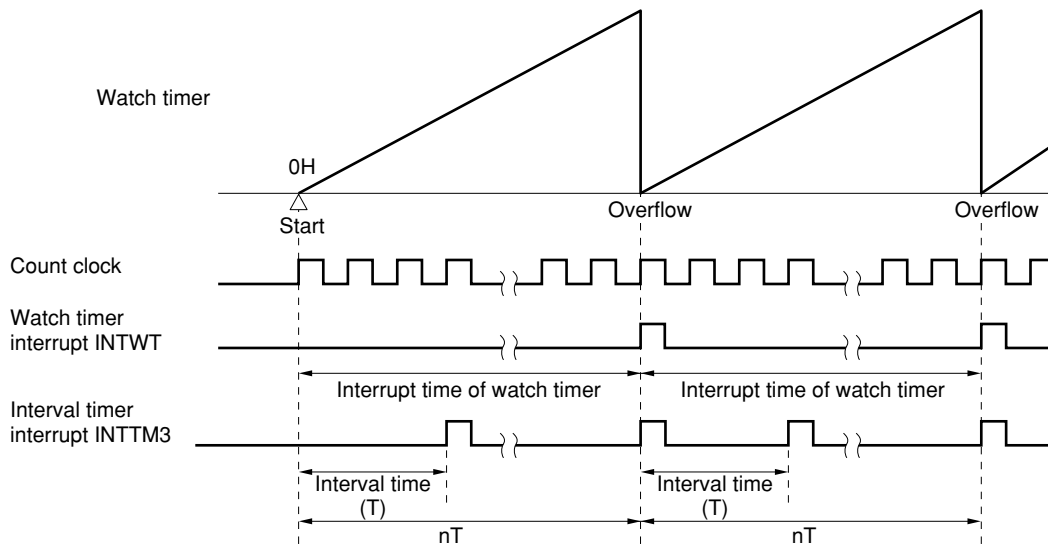 Watch timer
0H
Start
Overflow
Overflow
Count clock
Watch timer
interrupt INTWT
Interrupt time of watch timer
Interrupt time of watch timer
Interval timer
interrupt INTTM3
Interval time
(T)
Interval time
(T)
nT
nT